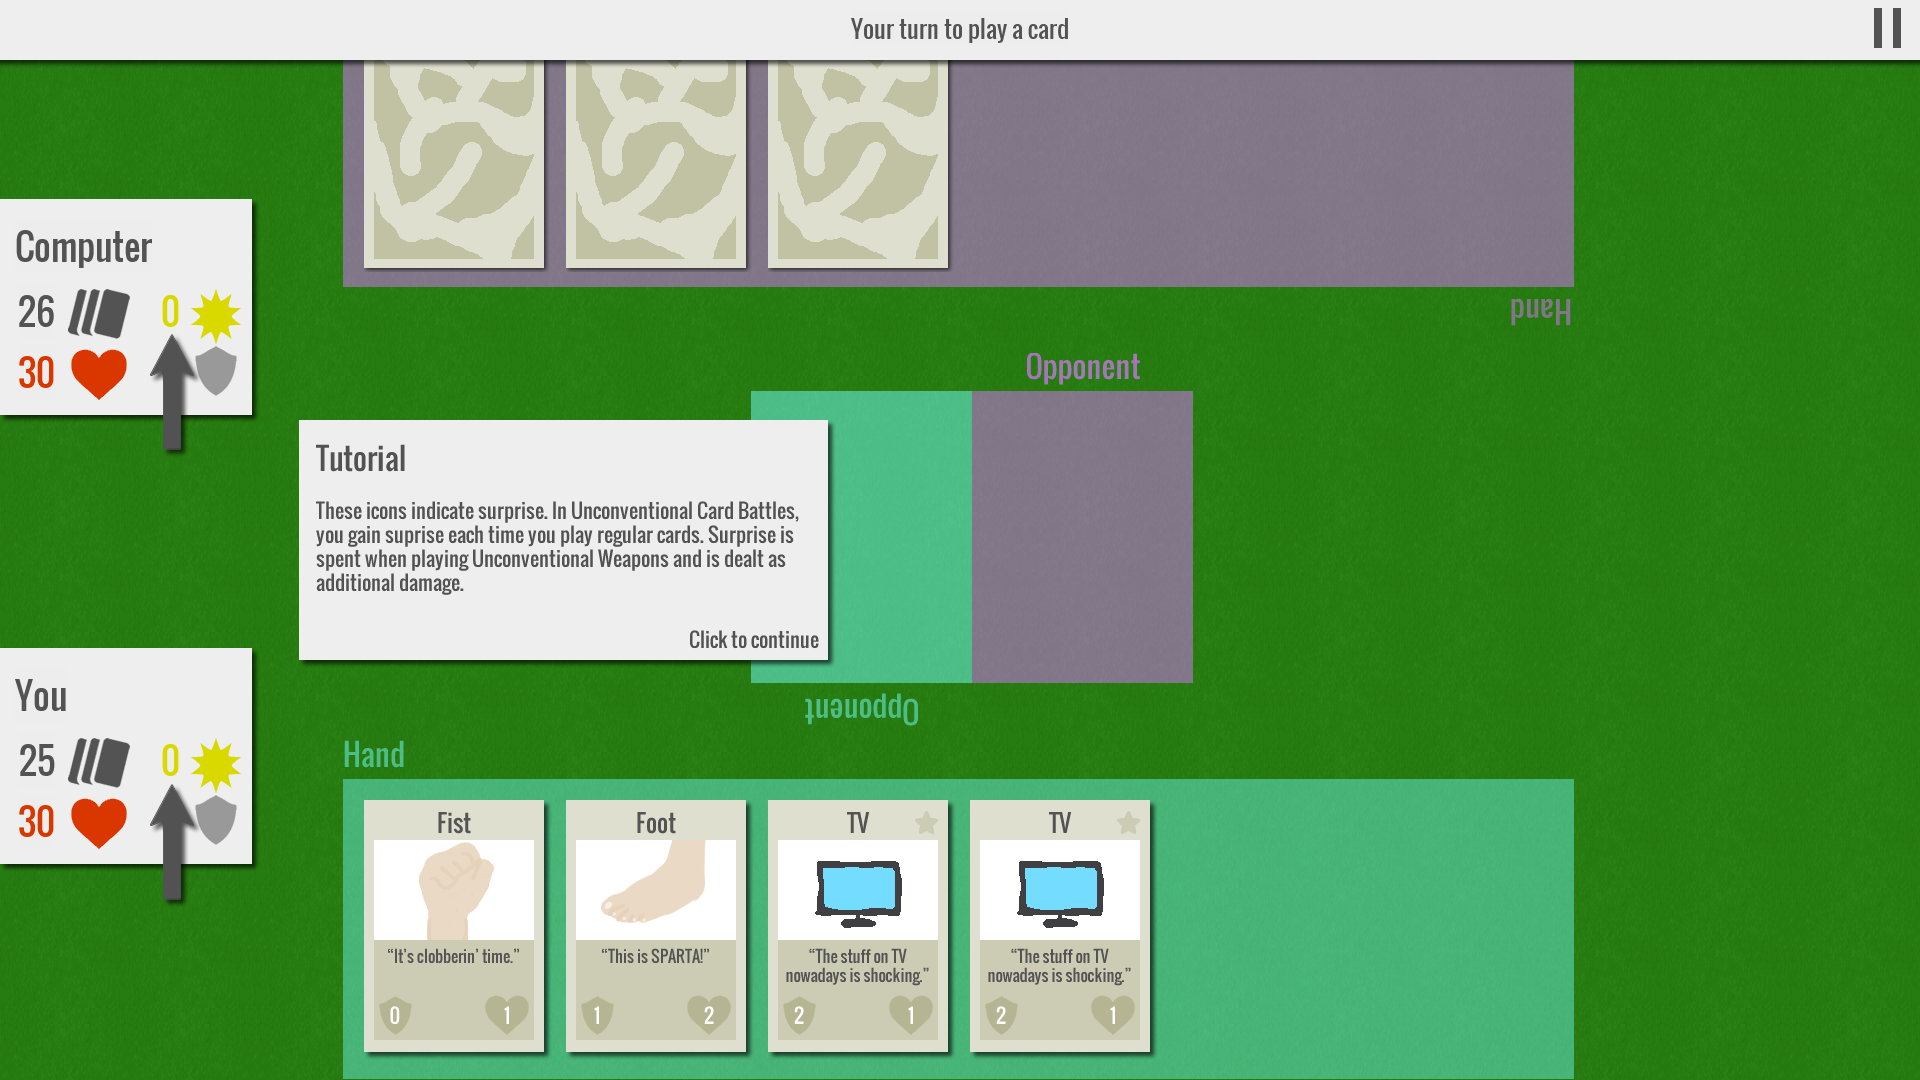 Your turn to play a card
Hand
Computer
26
0
30
Opponent
Tutorial
These icons indicate surprise. In Unconventional Card Battles,
you gain suprise each time you play regular cards. Surprise is
spent when playing Unconventional Weapons and is dealt as
additional damage.
Click to continue
Opponent
You
25
0
30
Hand
Fist
“It's clobberin' time.”
0
1
Foot
“This is SPARTA!”
1
2
TV
“The stuff on TV
nowadays is shocking.”
2
1
TV
“The stuff on TV
nowadays is shocking.”
2
1